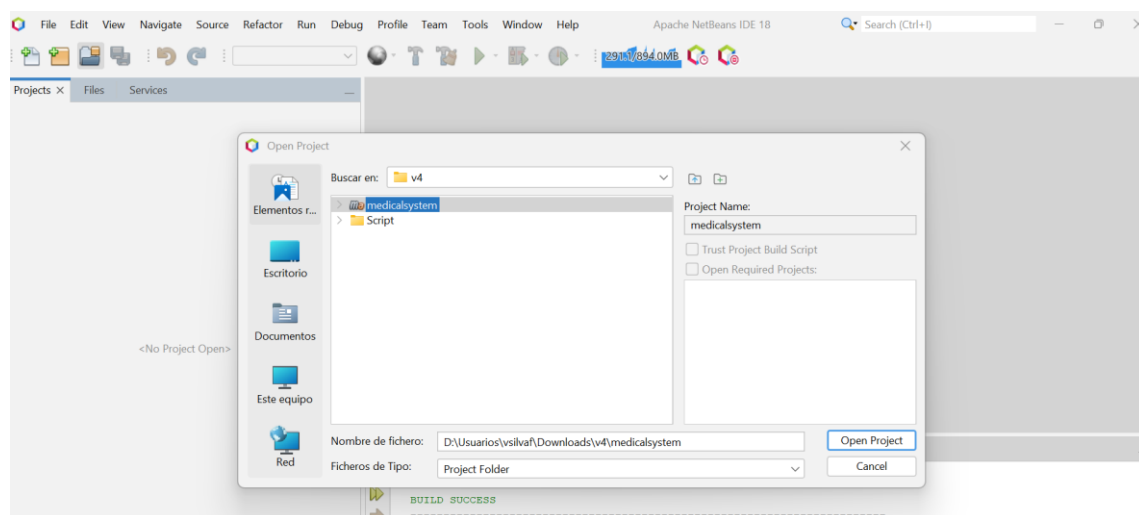 File Edit View Navigate Source Refactor Run Debug Profile Team Tools Window Help Apache NetBeans IDE 18 Search (Ctrl+I)
Projects Files Services
Open Project
Buscar en: v4
Elementos r...
medicalsystem
Script
Project Name:
medicalsystem
Trust Project Build Script
Open Required Projects:
Escritorio
Documentos
<No Project Open>
Este equipo
Red
Nombre de fichero: D:\Usuarios\vsilvaf\Downloads\v4\medicalsystem Open Project
Ficheros de Tipo: Project Folder Cancel
BUILD SUCCESS